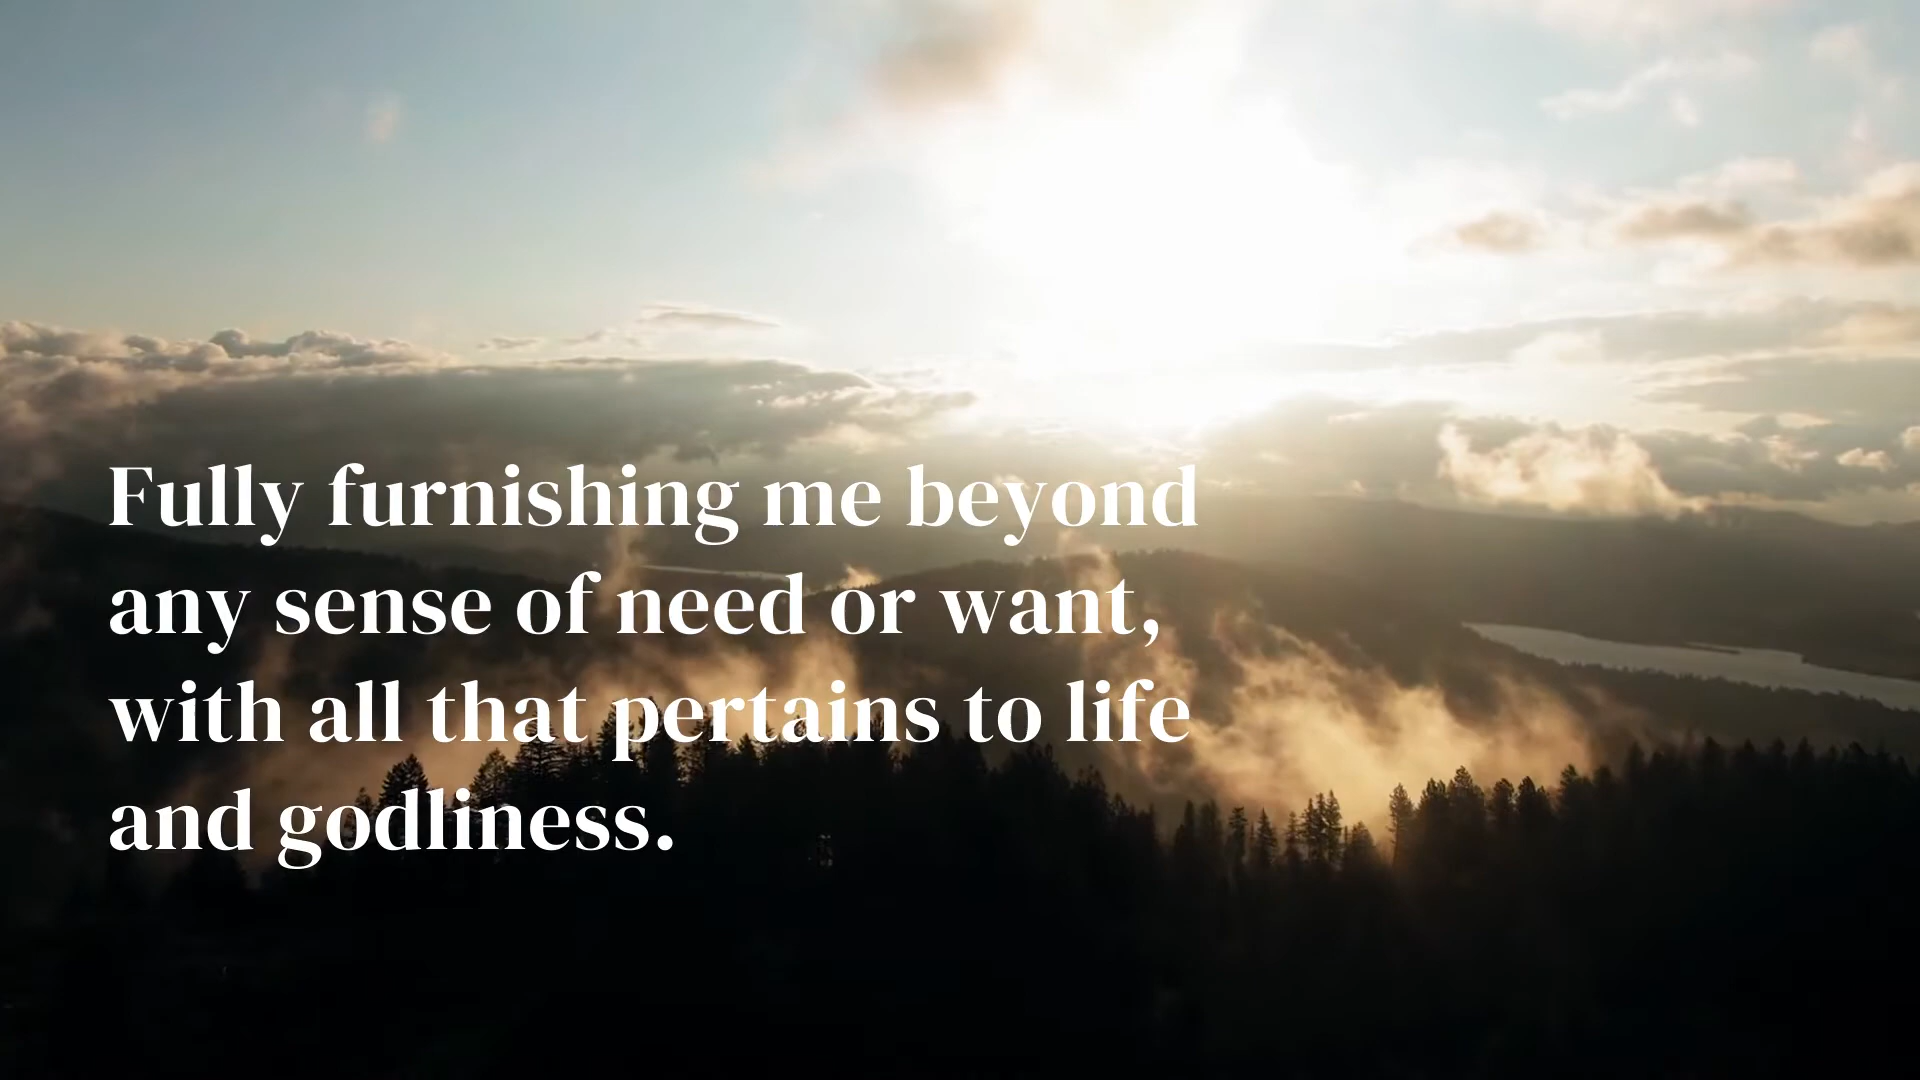 Fully furnishing me beyond
any sense of need or want,
with all that pertains to life
and godliness.